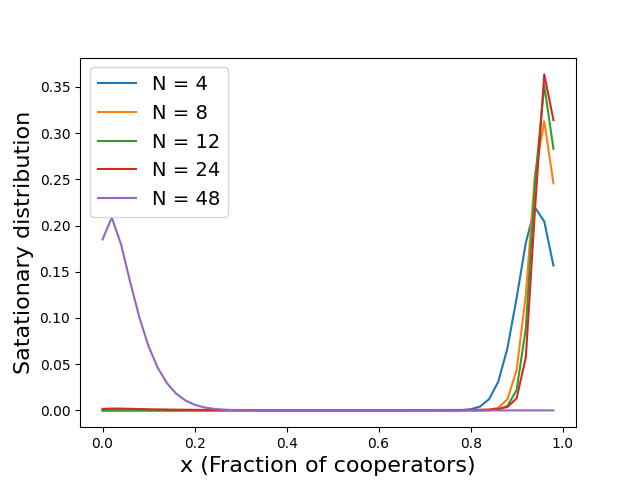 N = 4
N = 8
N = 12
N = 24
N = 48
Satationary distribution
0.35
0.30
0.25
0.20
0.15
0.10
0.05
0.00
0.0 0.2 0.4 0.6 0.8 1.0
x (Fraction of cooperators)